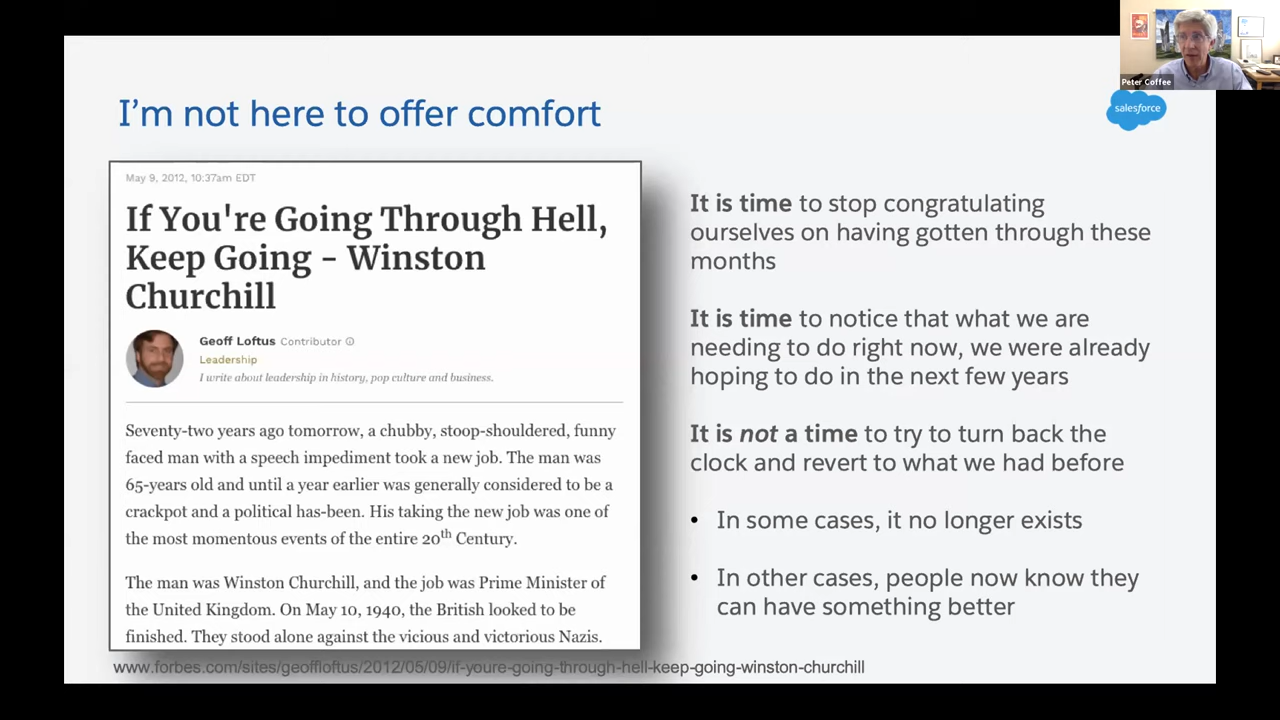 Peter Coffee
salesforce
I'm not here to offer comfort
May 9, 2012, 10:37am EDT
If You're Going Through Hell,
Keep Going - Winston
Churchill
Geoff Loftus Contributor
Leadership
I write about leadership in history, pop culture and business.
Seventy-two years ago tomorrow, a chubby, stoop-shouldered, funny
faced man with a speech impediment took a new job. The man was
65-years old and until a year earlier was generally considered to be a
crackpot and a political has-been. His taking the new job was one of
the most momentous events of the entire 20th Century.
The man was Winston Churchill, and the job was Prime Minister of
the United Kingdom. On May 10, 1940, the British looked to be
finished. They stood alone against the vicious and victorious Nazis.
www.forbes.com/sites/geoffloftus/2012/05/09/if-youre-going-through-hell-keep-going-winston-churchill
It is time to stop congratulating
ourselves on having gotten through these
months
It is time to notice that what we are
needing to do right now, we were already
hoping to do in the next few years
It is not a time to try to turn back the
clock and revert to what we had before
• In some cases, it no longer exists
• In other cases, people now know they
can have something better